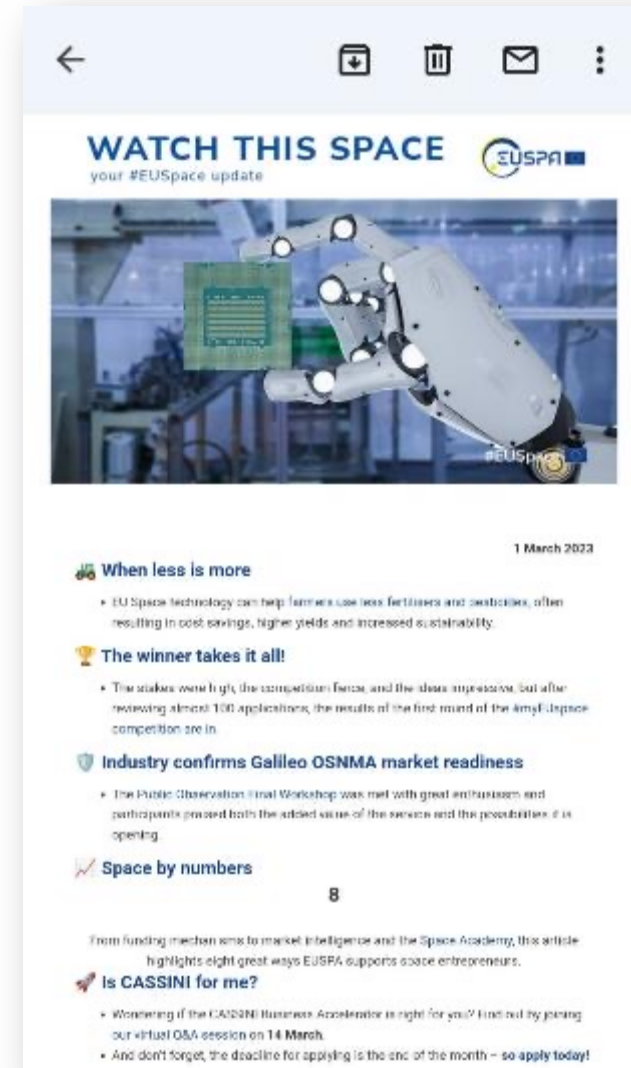 WATCH THIS SPACE
your #EUSpace update
EUSPA
#EUSpace
1 March 2023
🚜 When less is more
• EU Space technology can help farmers use less fertilisers and pesticides, often
resulting in cost savings, higher yields and increased sustainability.
🏆 The winner takes it all!
• The stakes were high, the competition fierce, and the ideas impressive, but after
reviewing almost 100 applications, the results of the first round of the #myEUspace
competition are in.
🛡️ Industry confirms Galileo OSNMA market readiness
• The Public Observation Final Workshop was met with great enthusiasm and
participants praised both the added value of the service and the possibilities it is
opening.
📈 Space by numbers
8
From funding mechanisms to market intelligence and the Space Academy, this article
highlights eight great ways EUSPA supports space entrepreneurs.
🚀 Is CASSINI for me?
• Wondering if the CASSINI Business Accelerator is right for you? Find out by joining
our virtual Q&A session on 14 March.
• And don't forget, the deadline for applying is the end of the month – so apply today!